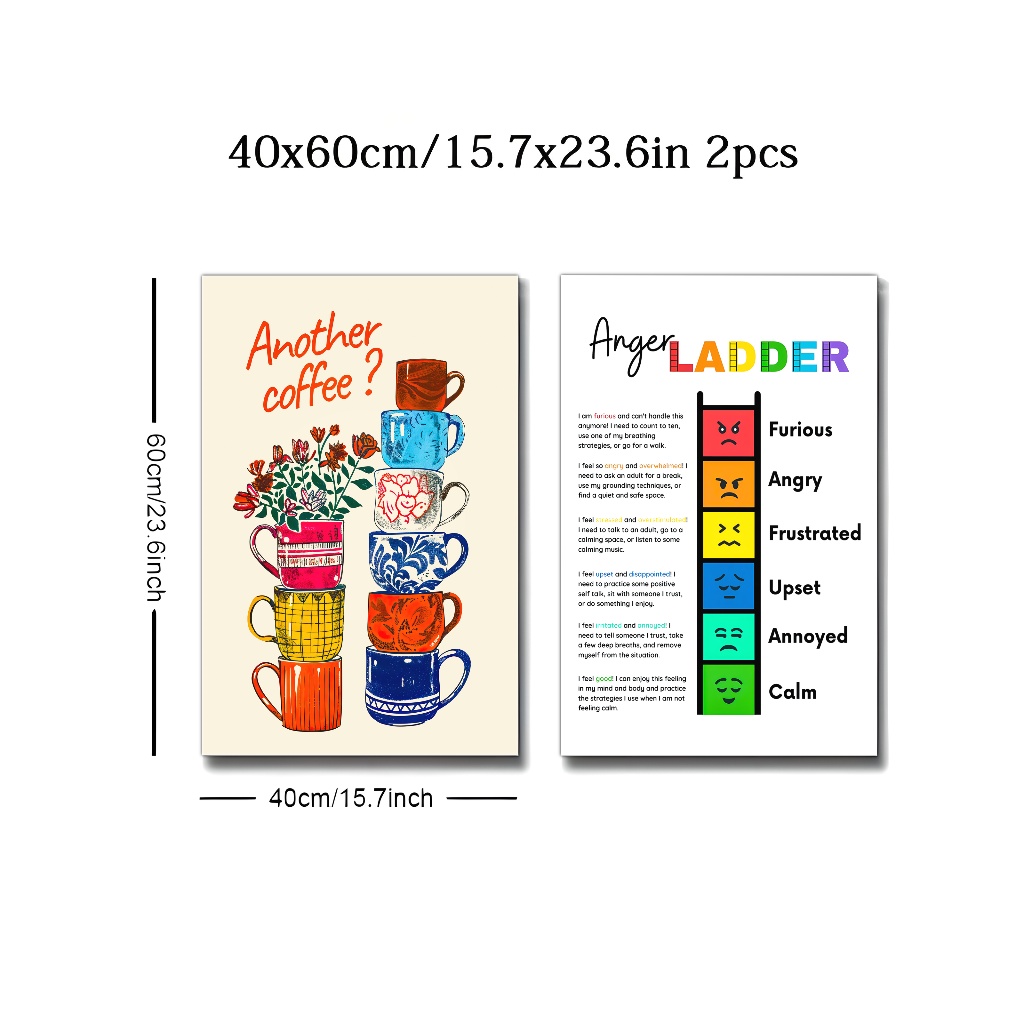 40x60cm/15.7x23.6in 2pcs
60cm/23.6inch
Another
coffee ?
40cm/15.7inch
Anger LADDER
I am furious and can't handle this
anymore! I need to count to ten,
use one of my breathing
strategies, or go for a walk.
Furious
I feel so angry and overwhelmed! I
need to ask an adult for a break,
use my grounding techniques, or
find a quiet and safe space.
Angry
I feel stressed and overstimulated!
I need to talk to an adult, go to a
calming space, or listen to some
calming music.
Frustrated
I feel upset and disappointed! I
need to practice some positive
self talk, sit with someone I trust,
or do something I enjoy.
Upset
I feel irritated and annoyed! I
need to tell someone I trust, take
a few deep breaths, and remove
myself from the situation.
Annoyed
I feel good! I can enjoy this feeling
in my mind and body and practice
the strategies I use when I am not
feeling calm.
Calm